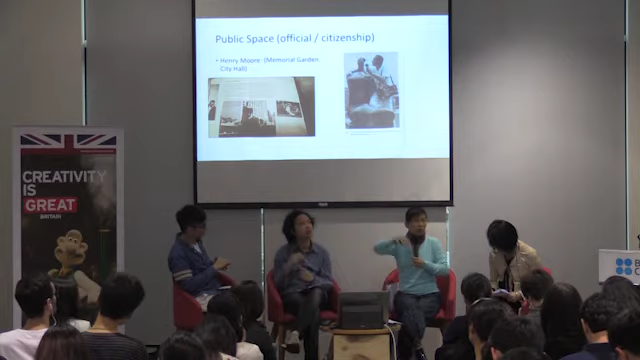 Public Space (official / citizenship)
• Henry Moore: (Memorial Garden.
City Hall)
CREATIVITY
IS
GREAT
BRITAIN